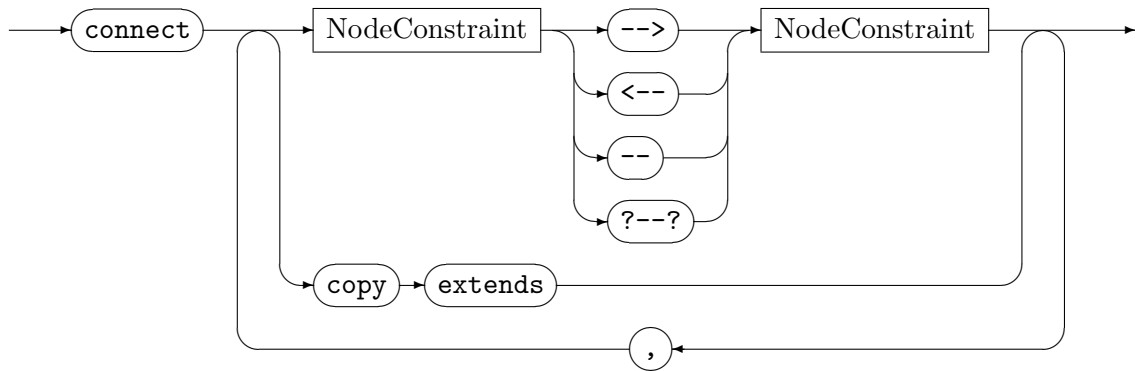 connect NodeConstraint --> NodeConstraint
<--
--
?--?
copy extends
,